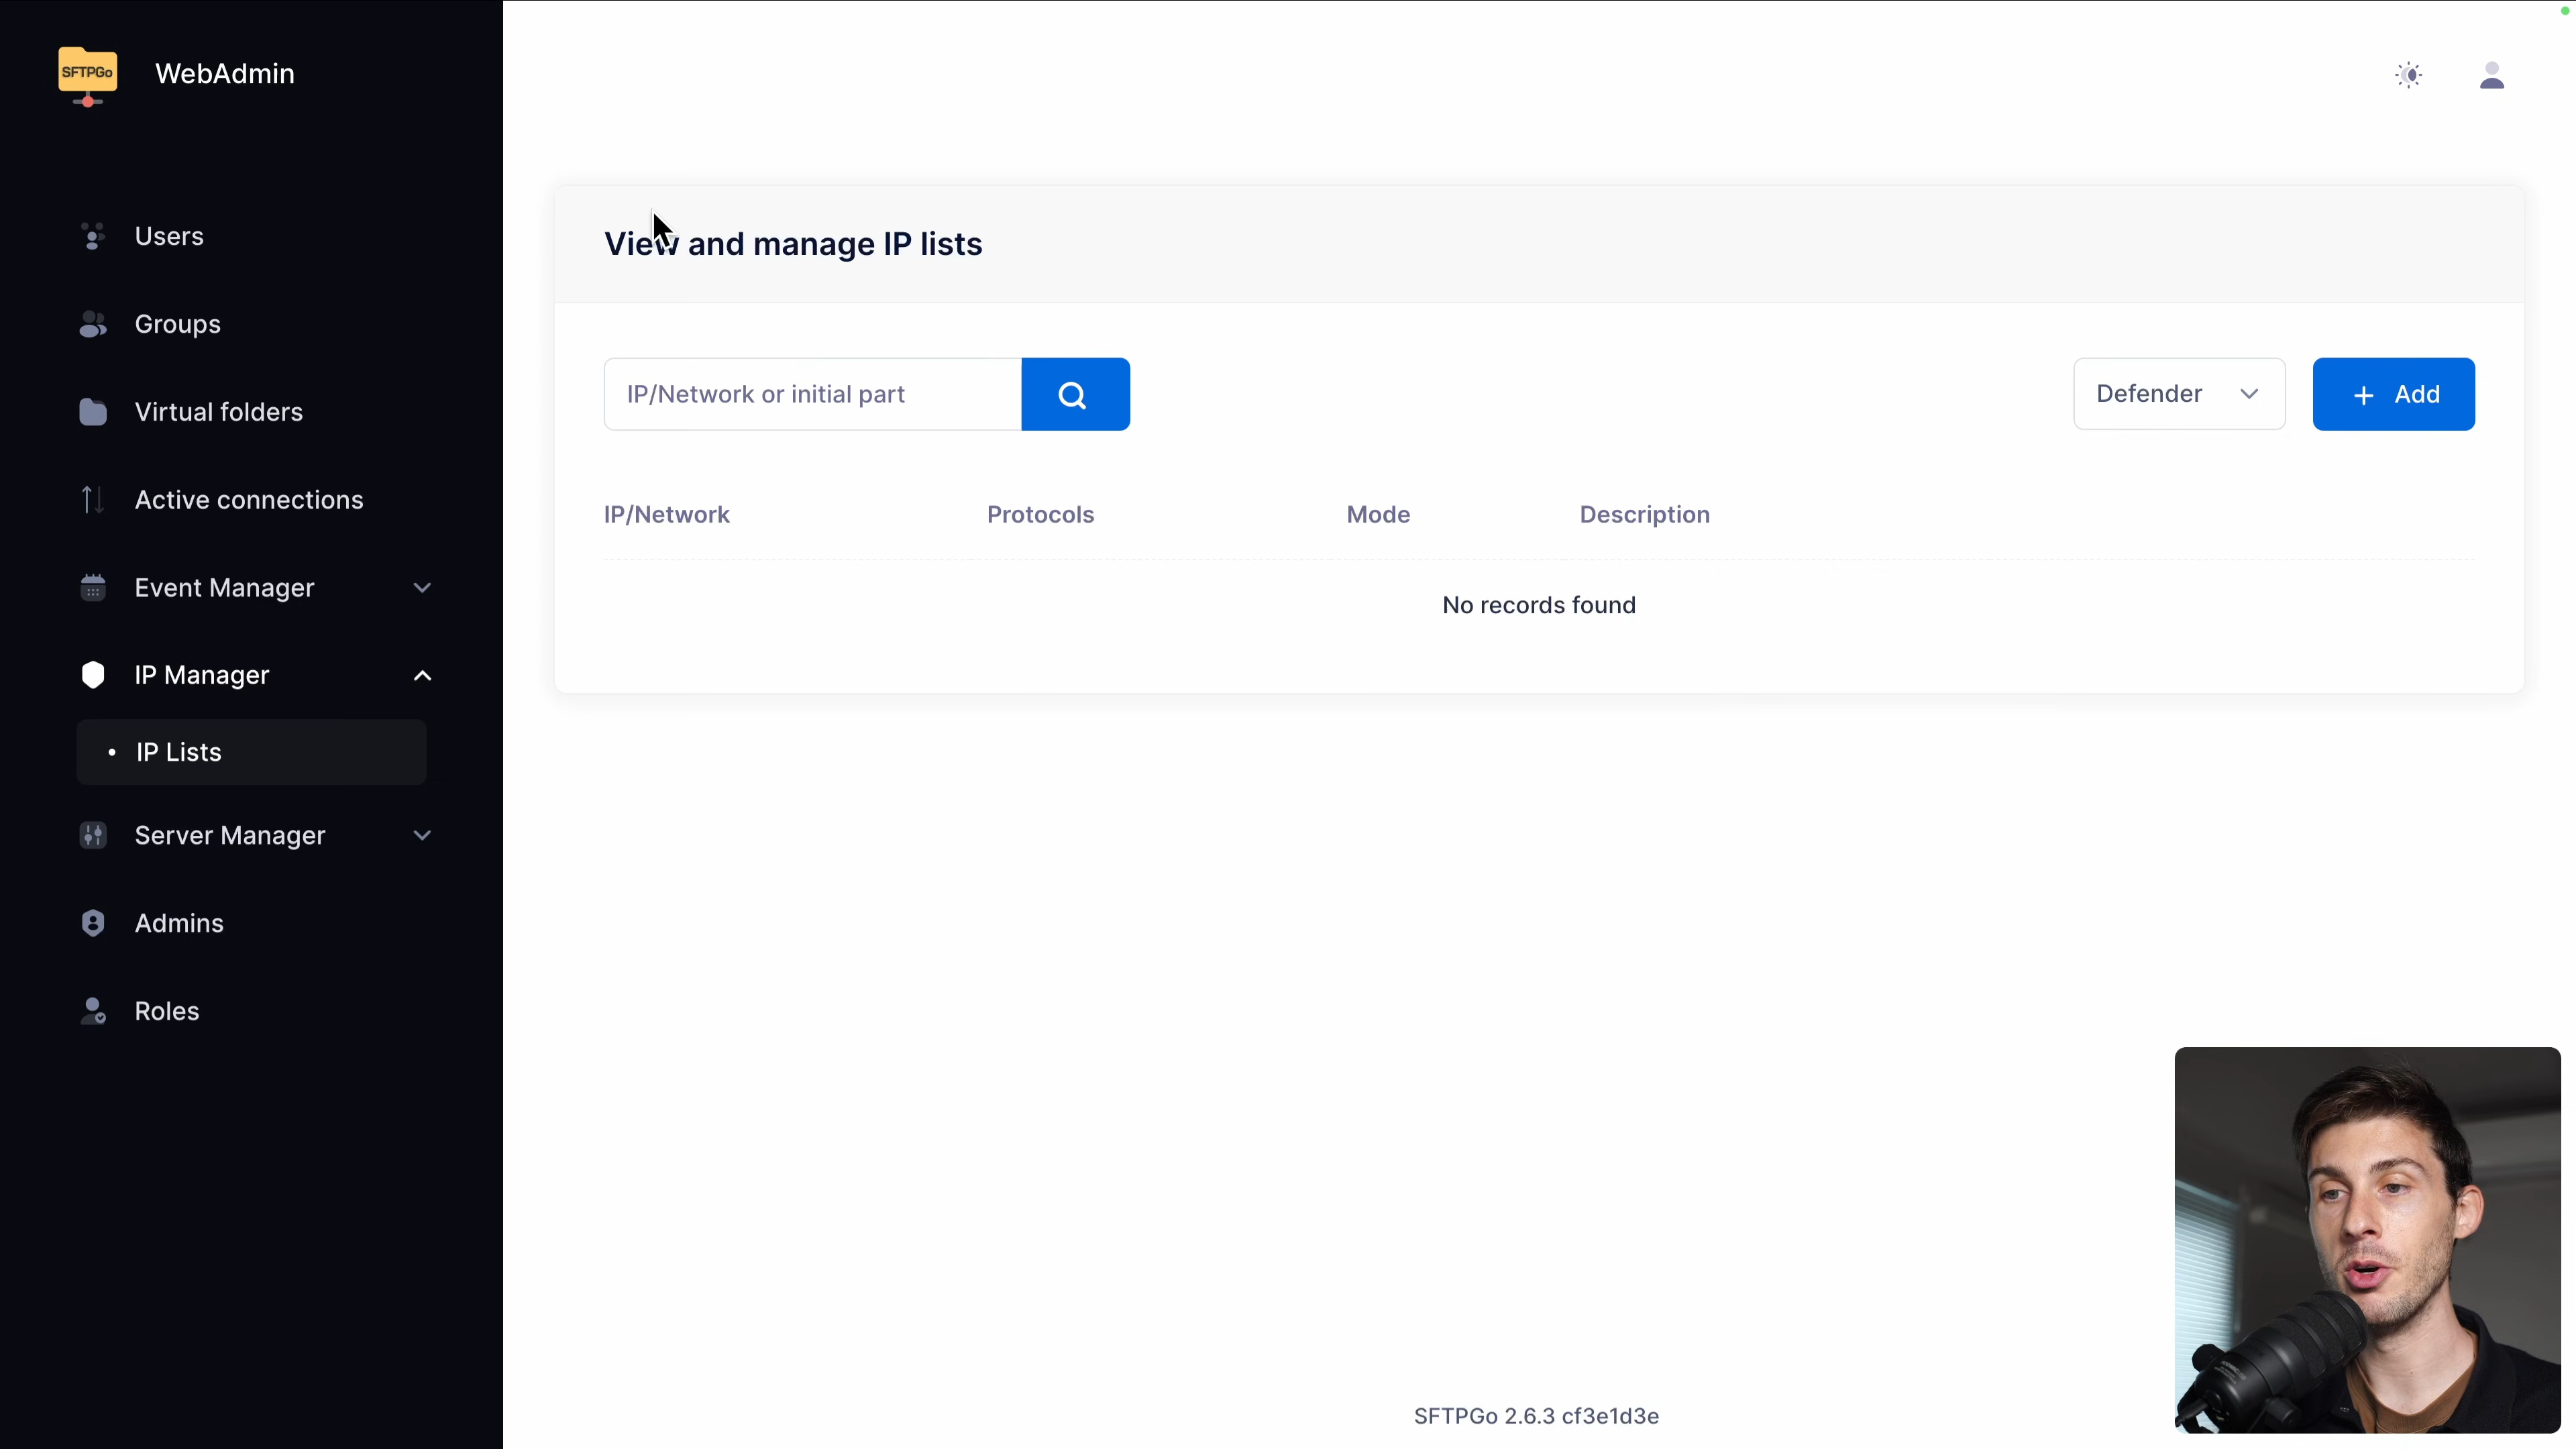 SFTPGo
WebAdmin
Users
Groups
Virtual folders
Active connections
Event Manager
IP Manager
IP Lists
Server Manager
Admins
Roles
View and manage IP lists
IP/Network or initial part
Defender
+ Add
IP/Network Protocols Mode Description
No records found
SFTPGo 2.6.3 cf3e1d3e